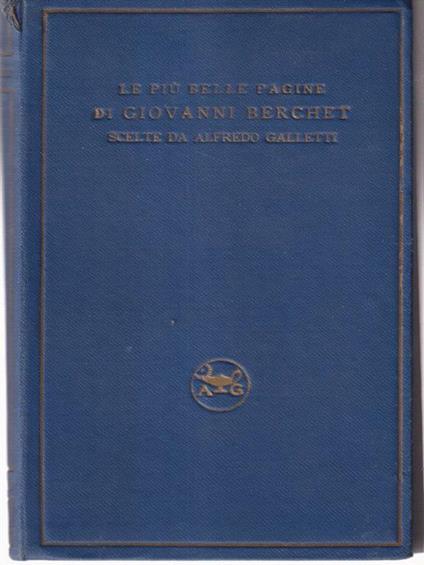 LE PIÙ BELLE PAGINE
DI GIOVANNI BERCHET
SCELTE DA ALFREDO GALLETTI
A G